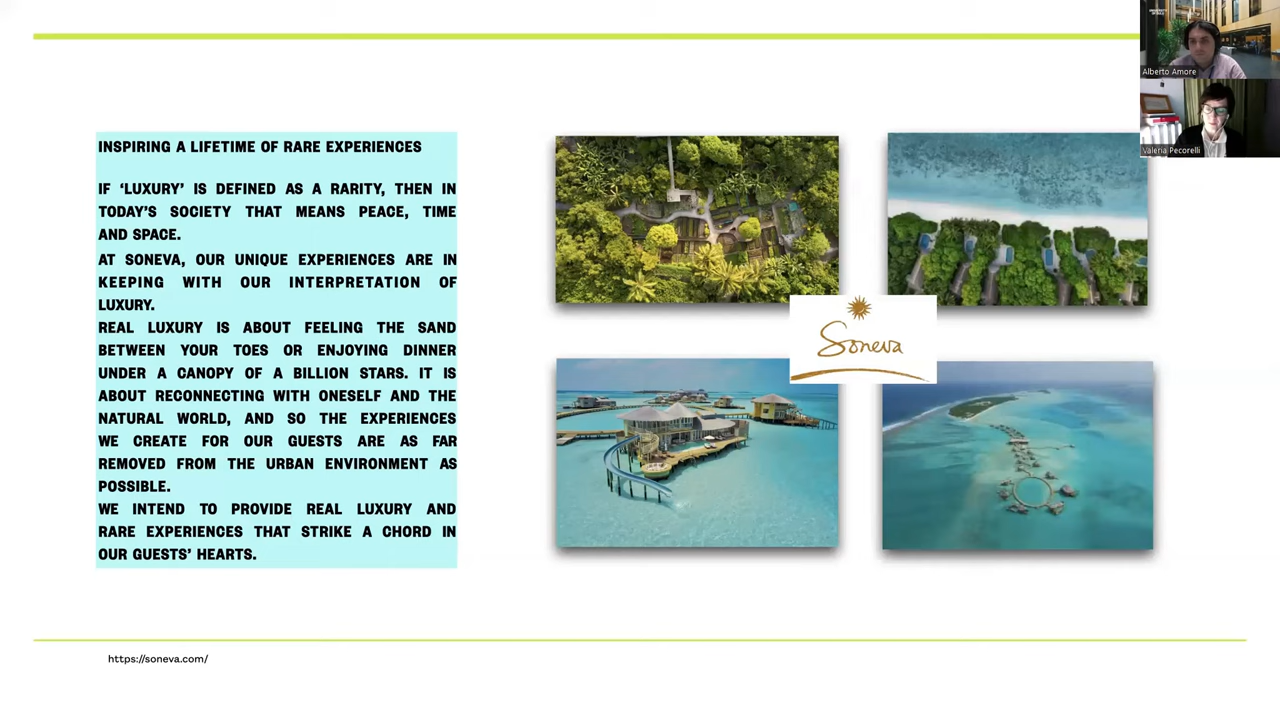 INSPIRING A LIFETIME OF RARE EXPERIENCES
IF ‘LUXURY’ IS DEFINED AS A RARITY, THEN IN
TODAY’S SOCIETY THAT MEANS PEACE, TIME
AND SPACE.
AT SONEVA, OUR UNIQUE EXPERIENCES ARE IN
KEEPING WITH OUR INTERPRETATION OF
LUXURY.
REAL LUXURY IS ABOUT FEELING THE SAND
BETWEEN YOUR TOES OR ENJOYING DINNER
UNDER A CANOPY OF A BILLION STARS. IT IS
ABOUT RECONNECTING WITH ONESELF AND THE
NATURAL WORLD, AND SO THE EXPERIENCES
WE CREATE FOR OUR GUESTS ARE AS FAR
REMOVED FROM THE URBAN ENVIRONMENT AS
POSSIBLE.
WE INTEND TO PROVIDE REAL LUXURY AND
RARE EXPERIENCES THAT STRIKE A CHORD IN
OUR GUESTS’ HEARTS.
Soneva
Alberto Amore
Valeria Pecorelli
https://soneva.com/